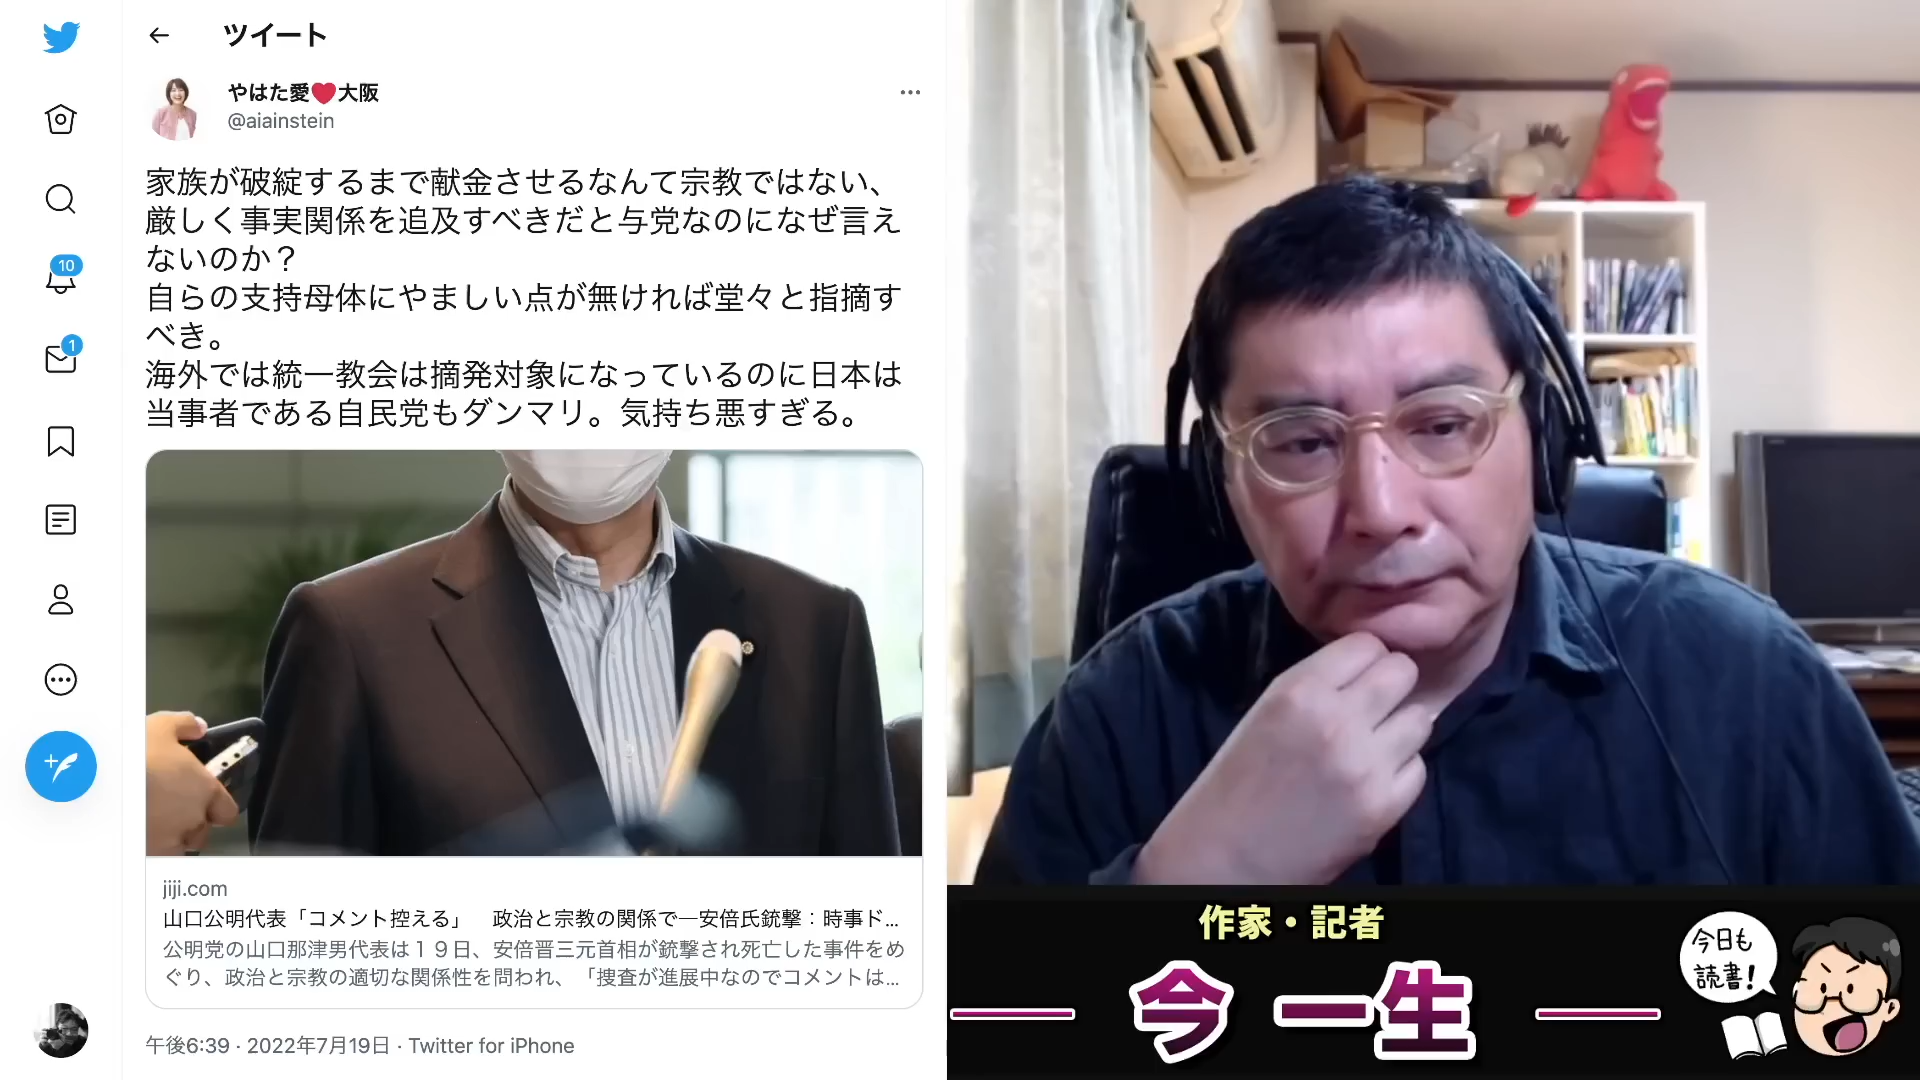 ツイート
やはた愛❤️大阪
@aiainstein
家族が破綻するまで献金させるなんて宗教ではない、
厳しく事実関係を追及すべきだと与党なのになぜ言え
ないのか？
自らの支持母体にやましい点が無ければ堂々と指摘す
べき。
海外では統一教会は摘発対象になっているのに日本は
当事者である自民党もダンマリ。気持ち悪すぎる。
10
1
jiji.com
山口公明代表「コメント控える」　政治と宗教の関係で―安倍氏銃撃：時事ド...
公明党の山口那津男代表は１９日、安倍晋三元首相が銃撃され死亡した事件をめ
ぐり、政治と宗教の適切な関係性を問われ、「捜査が進展中なのでコメントは...
午後6:39 · 2022年7月19日 · Twitter for iPhone
作家・記者
今 一生
今日も
読書!